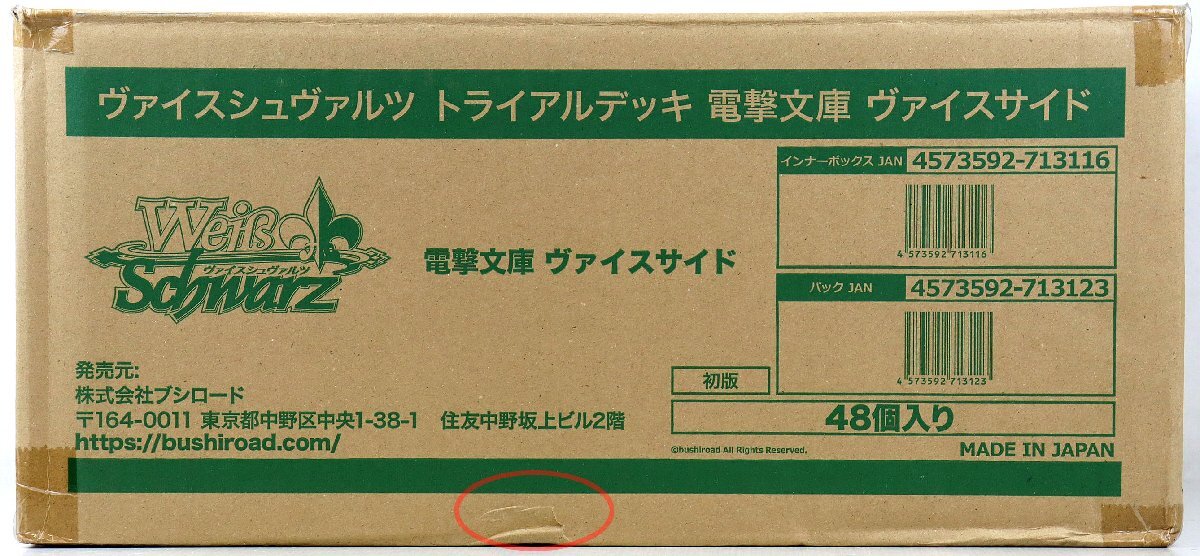 ヴァイスシュヴァルツ トライアルデッキ 電撃文庫 ヴァイスサイド
インナーボックス JAN 4573592-713116
4 573592 713116
Weiß
ヴァイスシュヴァルツ
Schwarz
電撃文庫 ヴァイスサイド
パック JAN 4573592-713123
4 573592 713123
発売元:
株式会社ブシロード
〒164-0011 東京都中野区中央1-38-1 住友中野坂上ビル2階
https://bushiroad.com/
初版
48個入り
©bushiroad All Rights Reserved.
MADE IN JAPAN